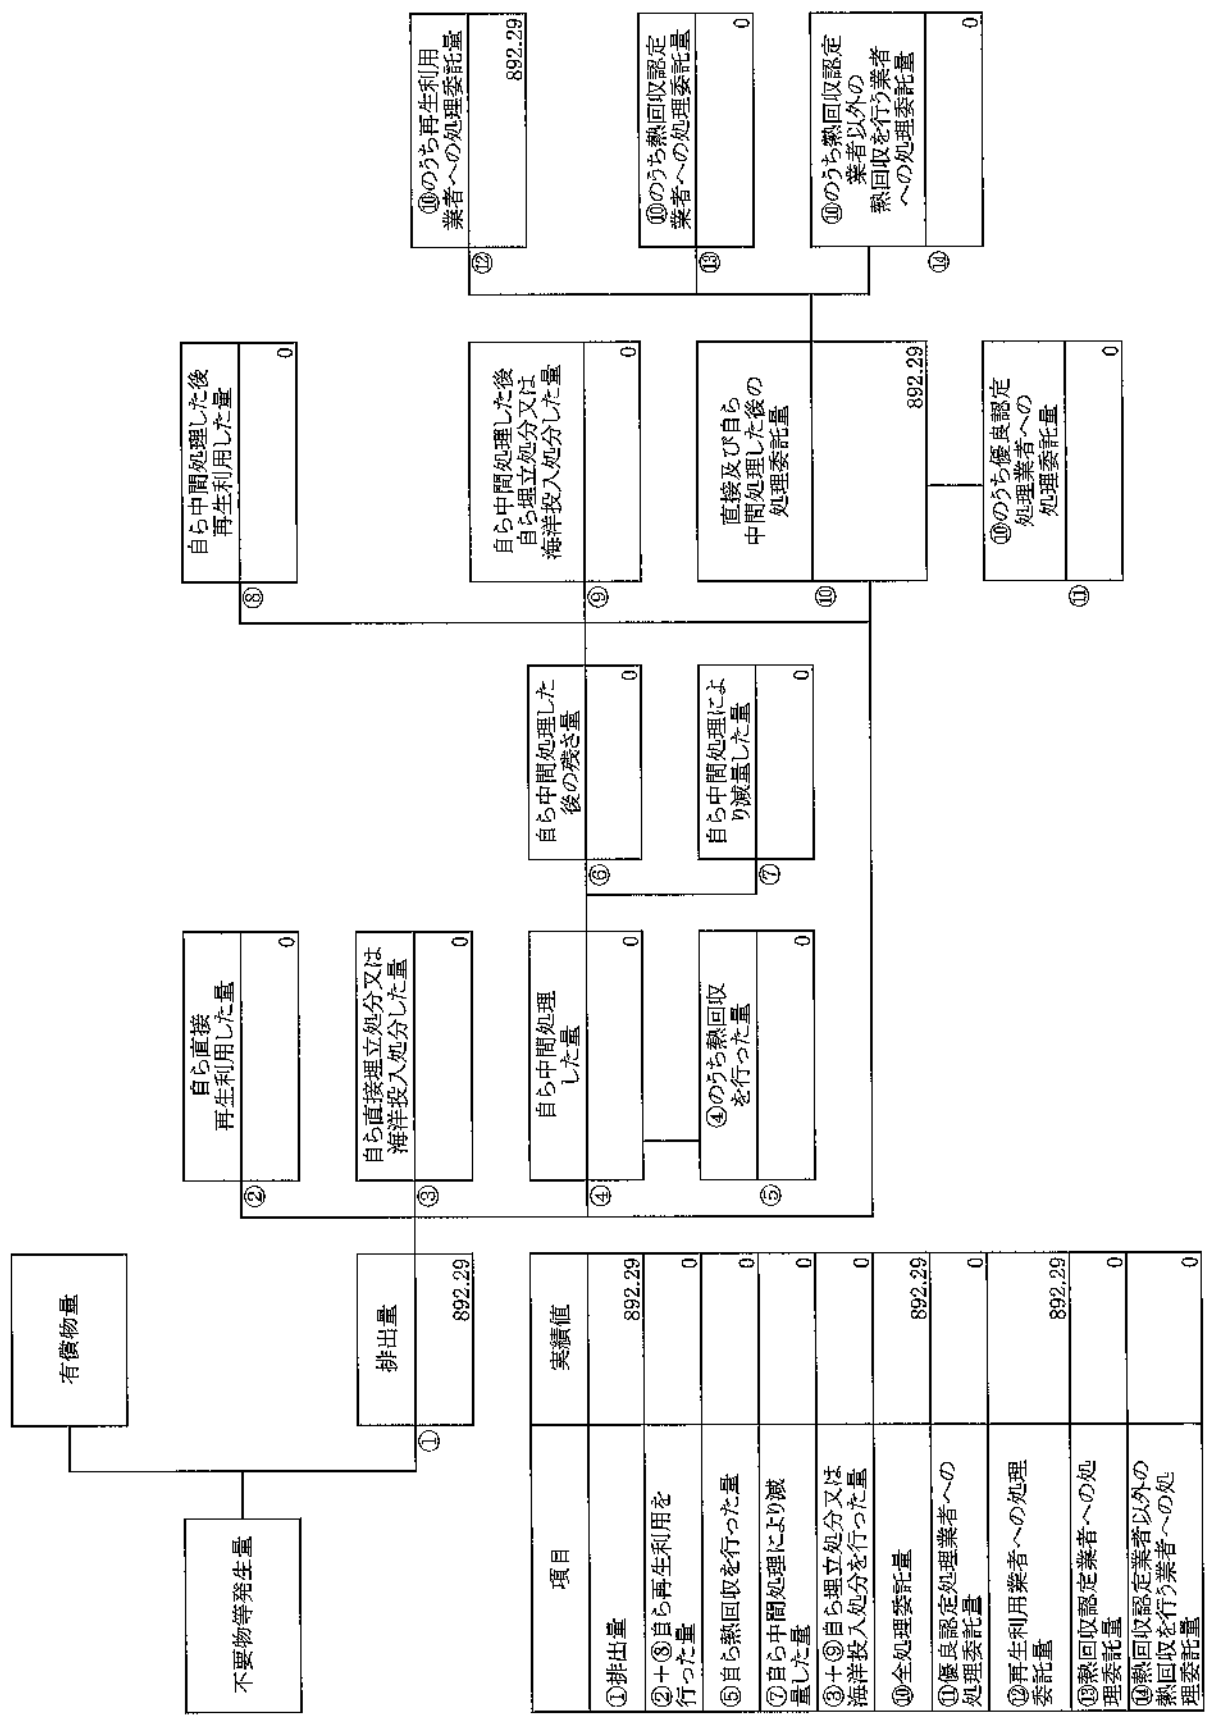 有償物量
不要物等発生量
①
排出量
892.29
②
自ら直接
再生利用した量
0
③
自ら直接埋立処分又は
海洋投入処分した量
0
④
自ら中間処理
した量
0
⑤
④のうち熱回収
を行った量
0
⑥
自ら中間処理した
後の残さ量
0
⑦
自ら中間処理によ
り減量した量
0
⑧
自ら中間処理した後
再生利用した量
0
⑨
自ら中間処理した後
自ら埋立処分又は
海洋投入処分した量
0
⑩
直接及び自ら
中間処理した後の
処理委託量
892.29
⑪
⑩のうち優良認定
処理業者への
処理委託量
0
⑫
⑩のうち再生利用
業者への処理委託量
892.29
⑬
⑩のうち熱回収認定
業者への処理委託量
0
⑭
⑩のうち熱回収認定
業者以外の
熱回収を行う業者
への処理委託量
0
項目 実績値
①排出量 892.29
②+⑧自ら再生利用を
行った量 0
⑤自ら熱回収を行った量 0
⑦自ら中間処理により減
量した量 0
③+⑨自ら埋立処分又は
海洋投入処分を行った量 0
⑩全処理委託量 892.29
⑪優良認定処理業者への
処理委託量 0
⑫再生利用業者への処理
委託量 892.29
⑬熱回収認定業者への処
理委託量 0
⑭熱回収認定業者以外の
熱回収を行う業者への処
理委託量 0